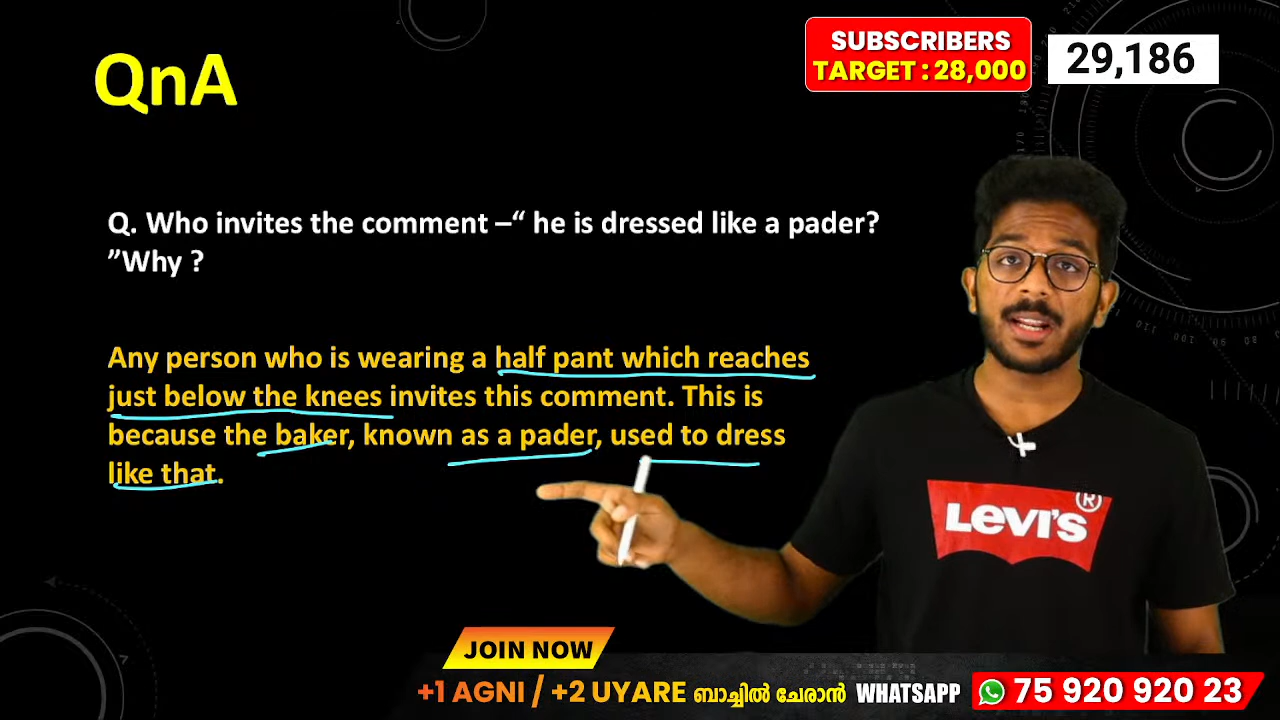 SUBSCRIBERS
TARGET : 28,000
29,186
QnA
Q. Who invites the comment –“ he is dressed like a pader?
”Why ?
Any person who is wearing a half pant which reaches
just below the knees invites this comment. This is
because the baker, known as a pader, used to dress
like that.
LEVI'S ®
JOIN NOW
+1 AGNI / +2 UYARE ബാച്ചിൽ ചേരാൻ WHATSAPP 75 920 920 23